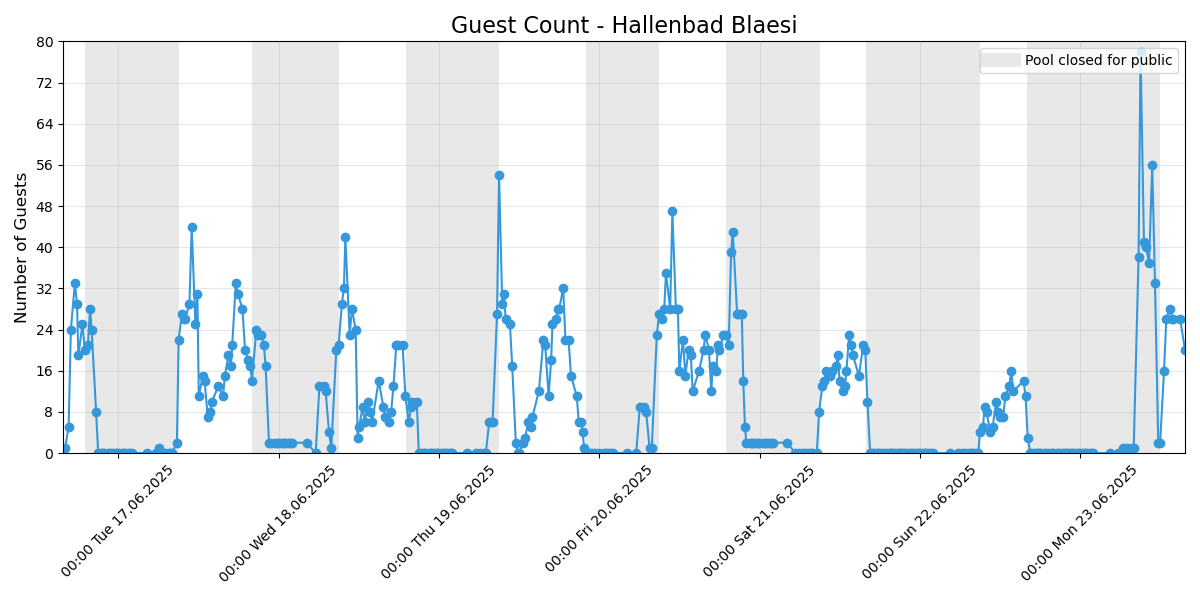 Guest Count - Hallenbad Blaesi
Pool closed for public
Number of Guests
80
72
64
56
48
40
32
24
16
8
0
00:00 Tue 17.06.2025
00:00 Wed 18.06.2025
00:00 Thu 19.06.2025
00:00 Fri 20.06.2025
00:00 Sat 21.06.2025
00:00 Sun 22.06.2025
00:00 Mon 23.06.2025